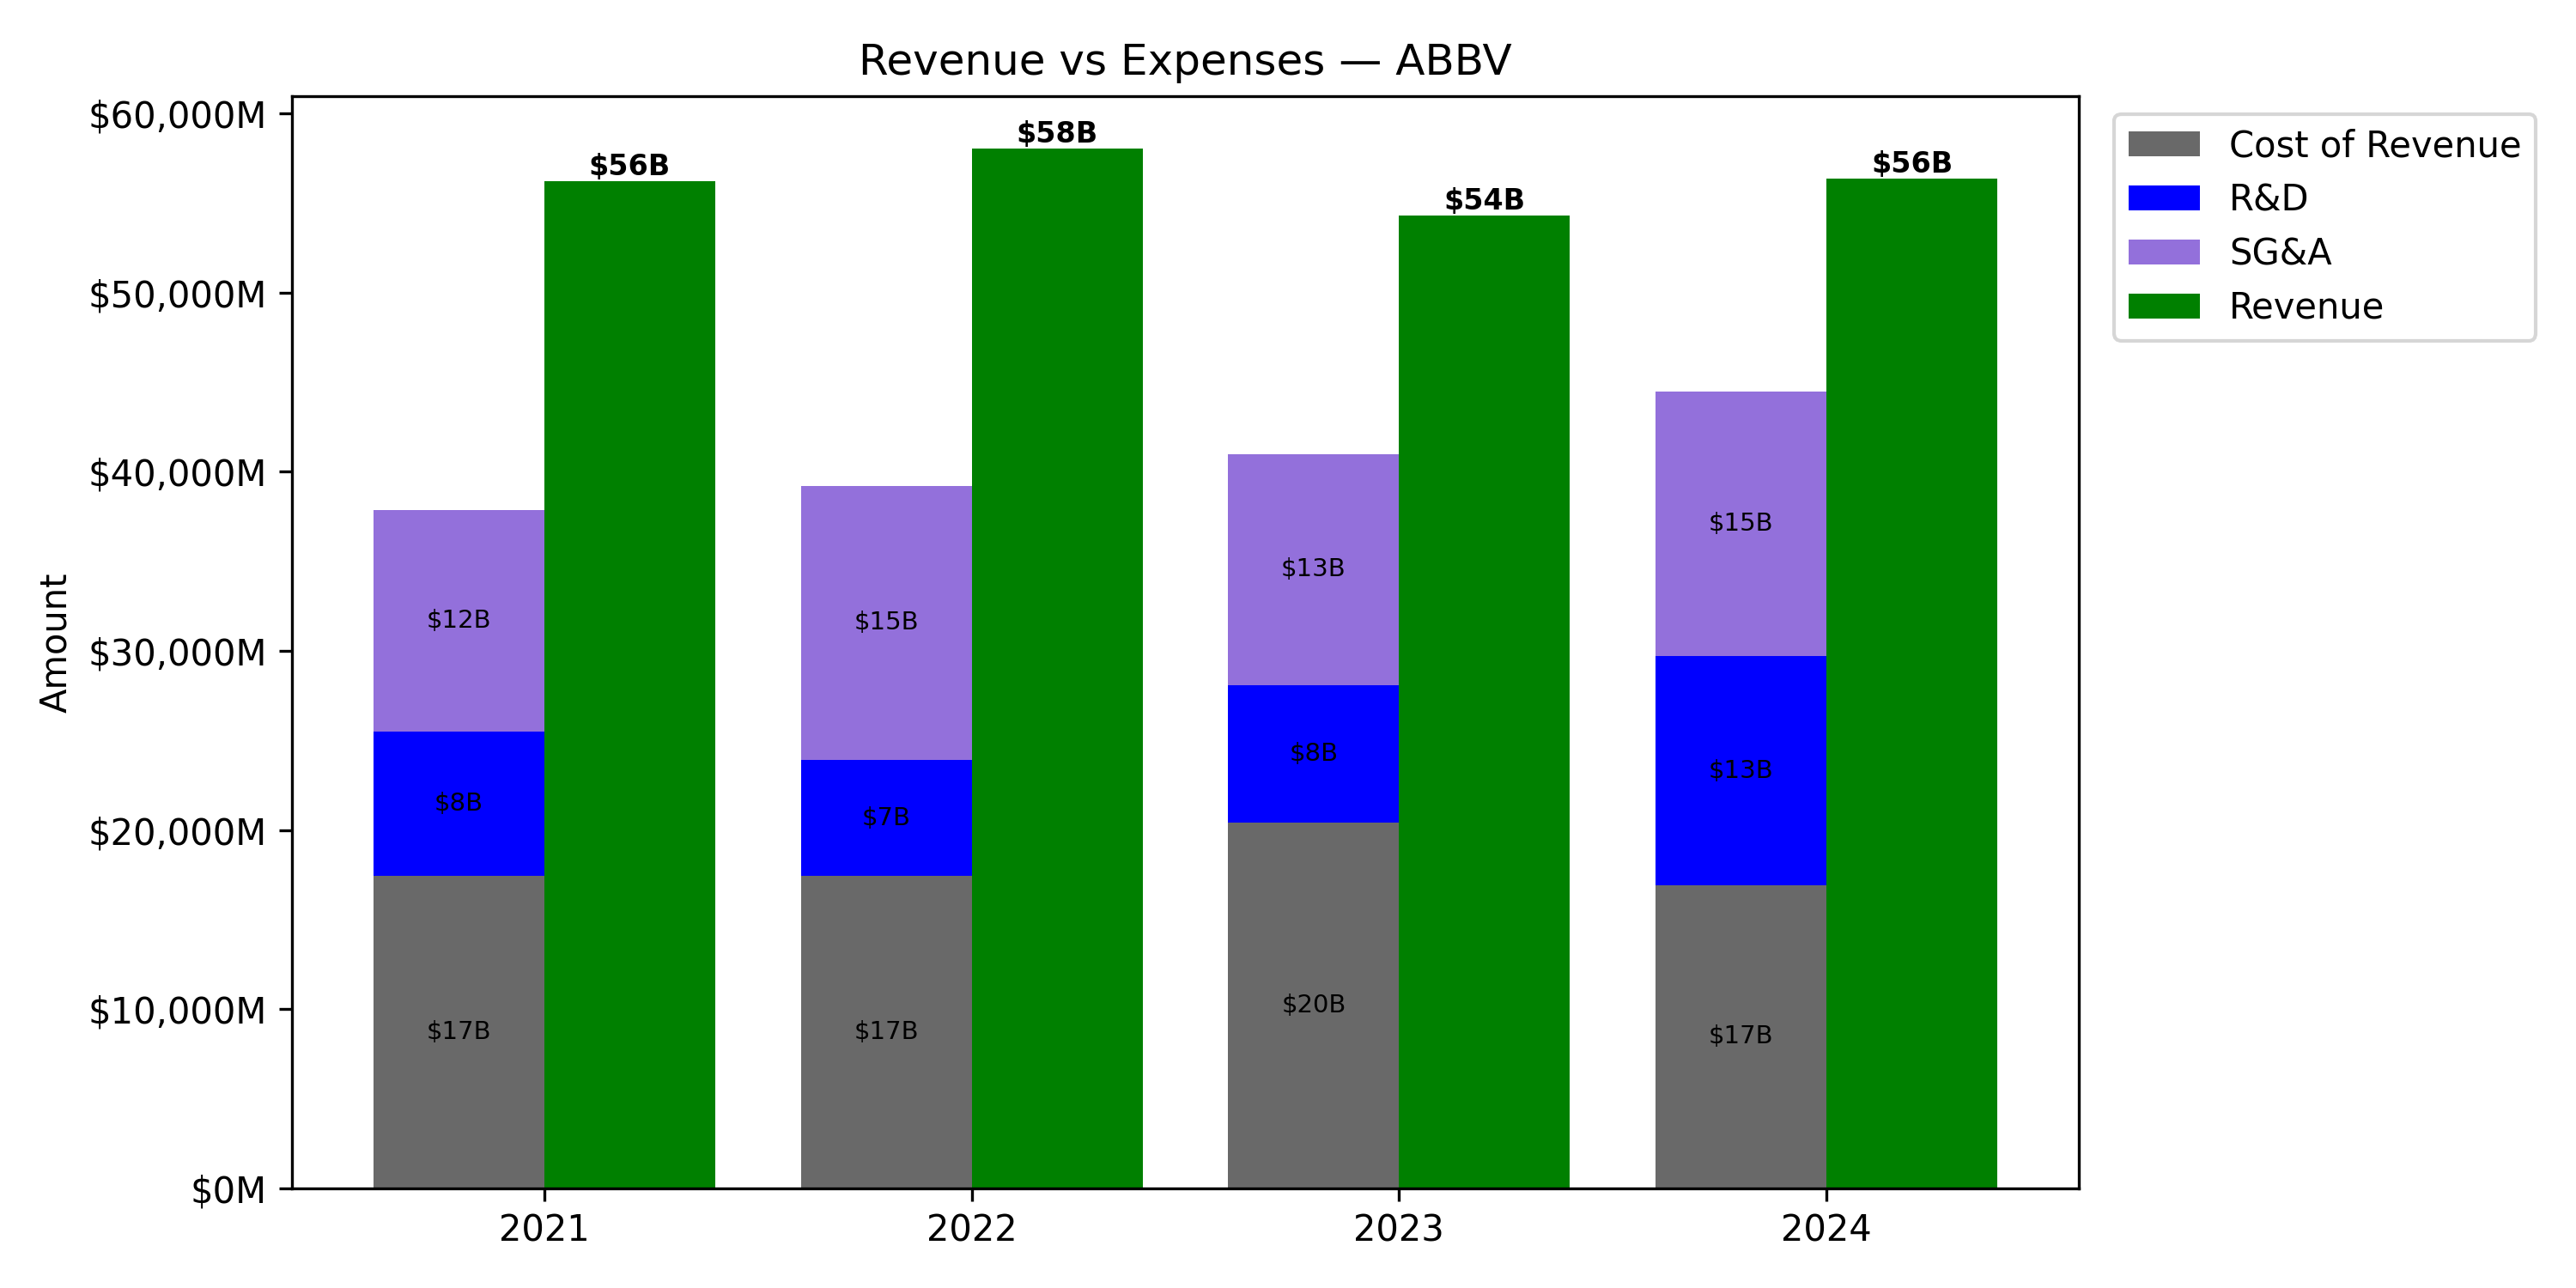 Revenue vs Expenses — ABBV
$60,000M
$50,000M
$40,000M
$30,000M
$20,000M
$10,000M
$0M
Amount
$56B
$58B
$54B
$56B
$12B
$15B
$13B
$15B
$8B
$7B
$8B
$13B
$17B
$17B
$20B
$17B
2021
2022
2023
2024
Cost of Revenue
R&D
SG&A
Revenue